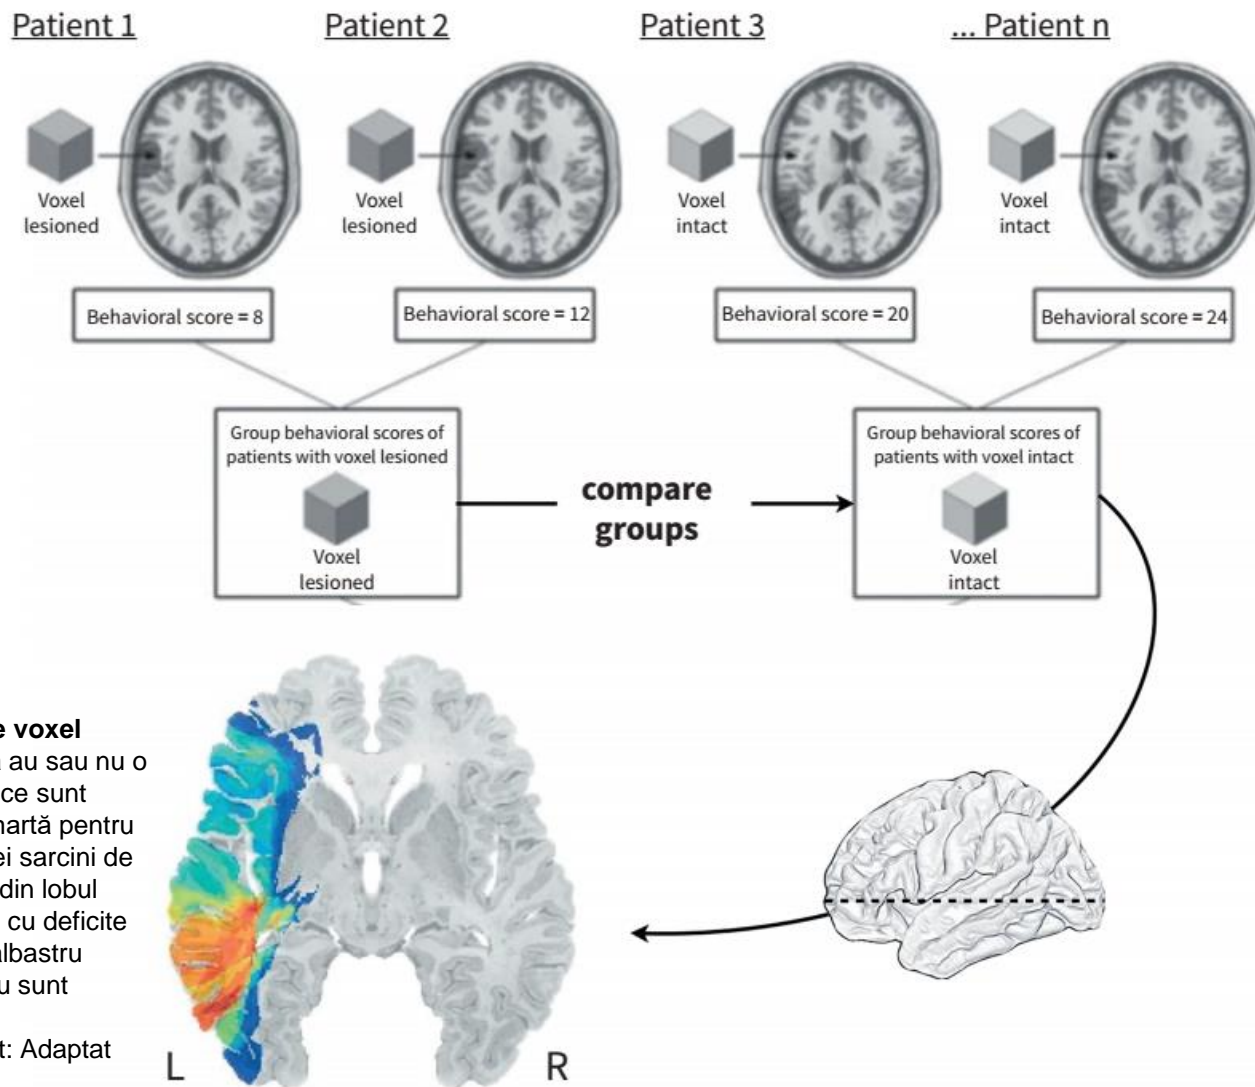 Patient 1
Patient 2
Patient 3
... Patient n
Voxel
lesioned
Voxel
lesioned
Voxel
intact
Voxel
intact
Behavioral score = 8
Behavioral score = 12
Behavioral score = 20
Behavioral score = 24
Group behavioral scores of
patients with voxel lesioned
Voxel
lesioned
compare
groups
Group behavioral scores of
patients with voxel intact
Voxel
intact
e voxel
au sau nu o
ce sunt
hartă pentru
ei sarcini de
din lobul
cu deficite
albastru
u sunt
t: Adaptat
L
R